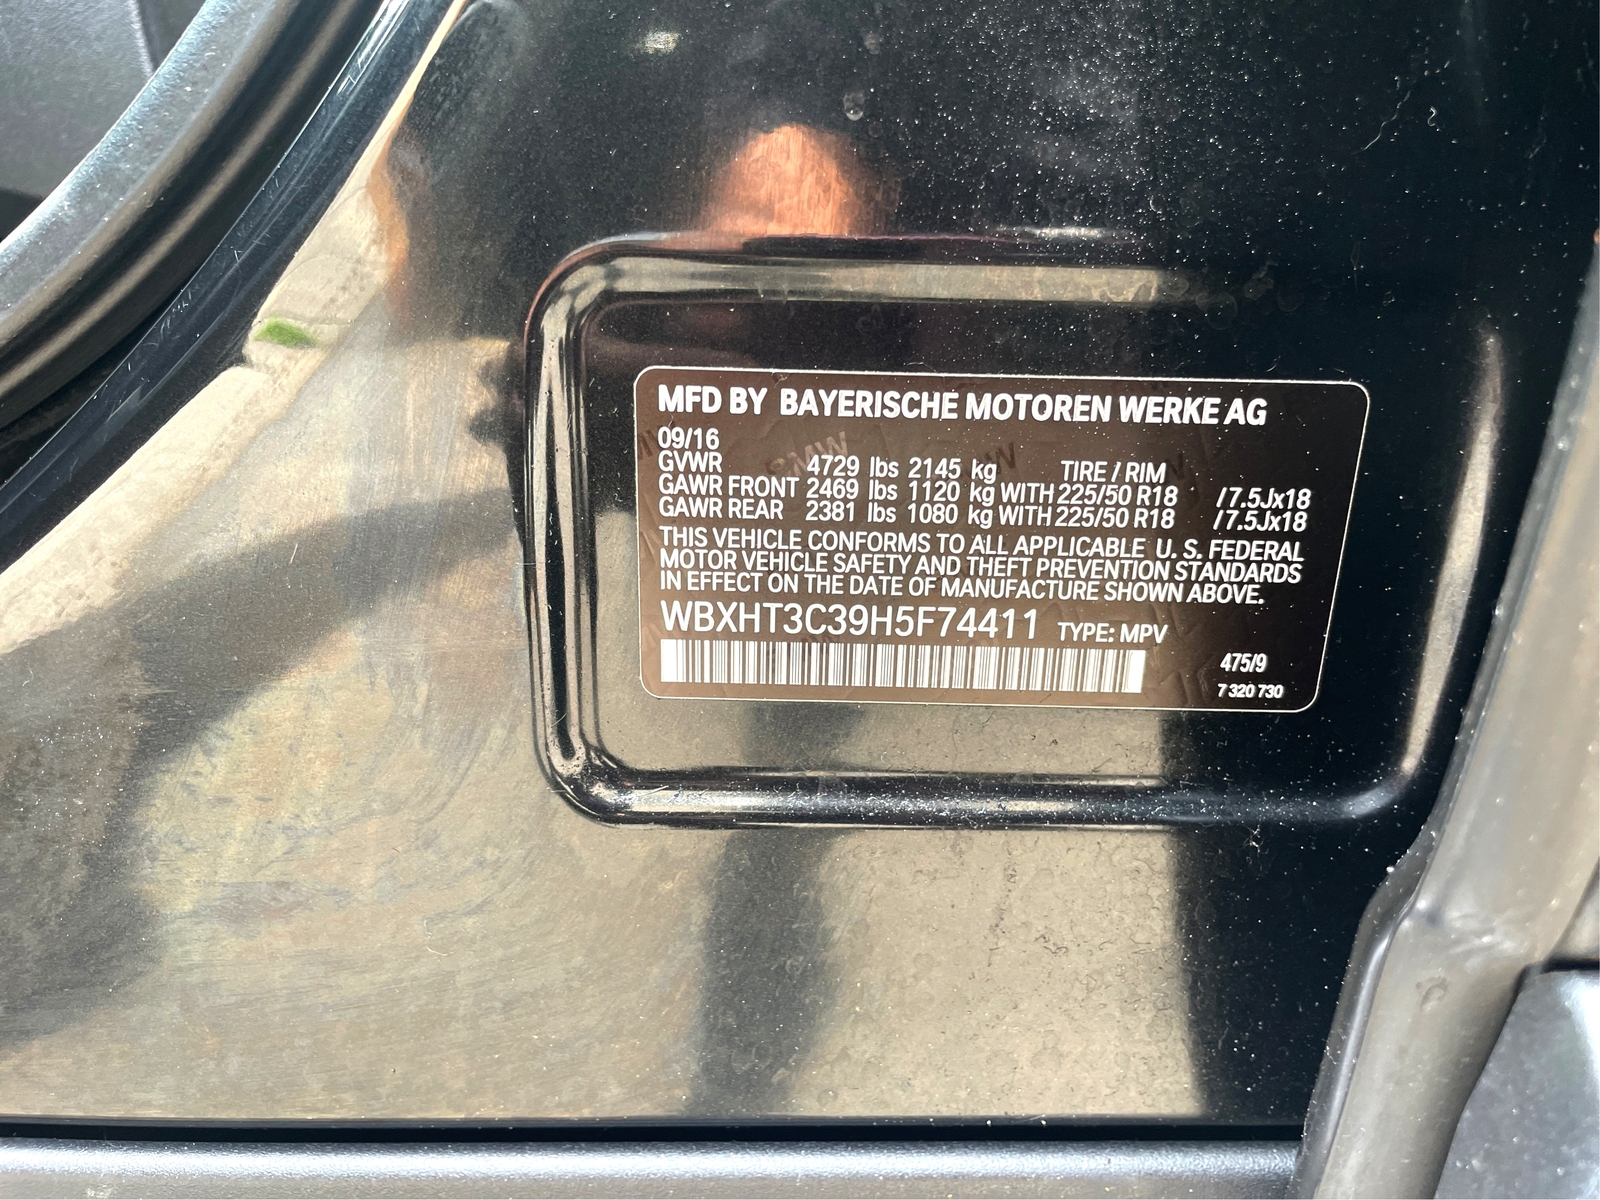 MFD BY BAYERISCHE MOTOREN WERKE AG
09/16
GVWR 4729 lbs 2145 kg TIRE / RIM
GAWR FRONT 2469 lbs 1120 kg WITH 225/50 R18 / 7.5Jx18
GAWR REAR 2381 lbs 1080 kg WITH 225/50 R18 / 7.5Jx18
THIS VEHICLE CONFORMS TO ALL APPLICABLE U. S. FEDERAL
MOTOR VEHICLE SAFETY AND THEFT PREVENTION STANDARDS
IN EFFECT ON THE DATE OF MANUFACTURE SHOWN ABOVE.
WBXHT3C39H5F74411 TYPE: MPV
475/9
7 320 730